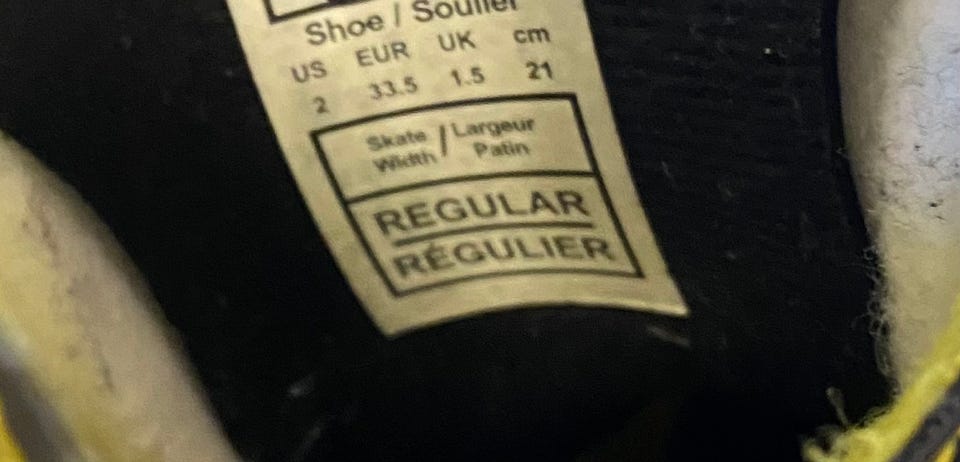 Shoe / Soulier
US EUR UK cm
2 33.5 1.5 21
Skate / Largeur
Width / Patin
REGULAR
RÉGULIER